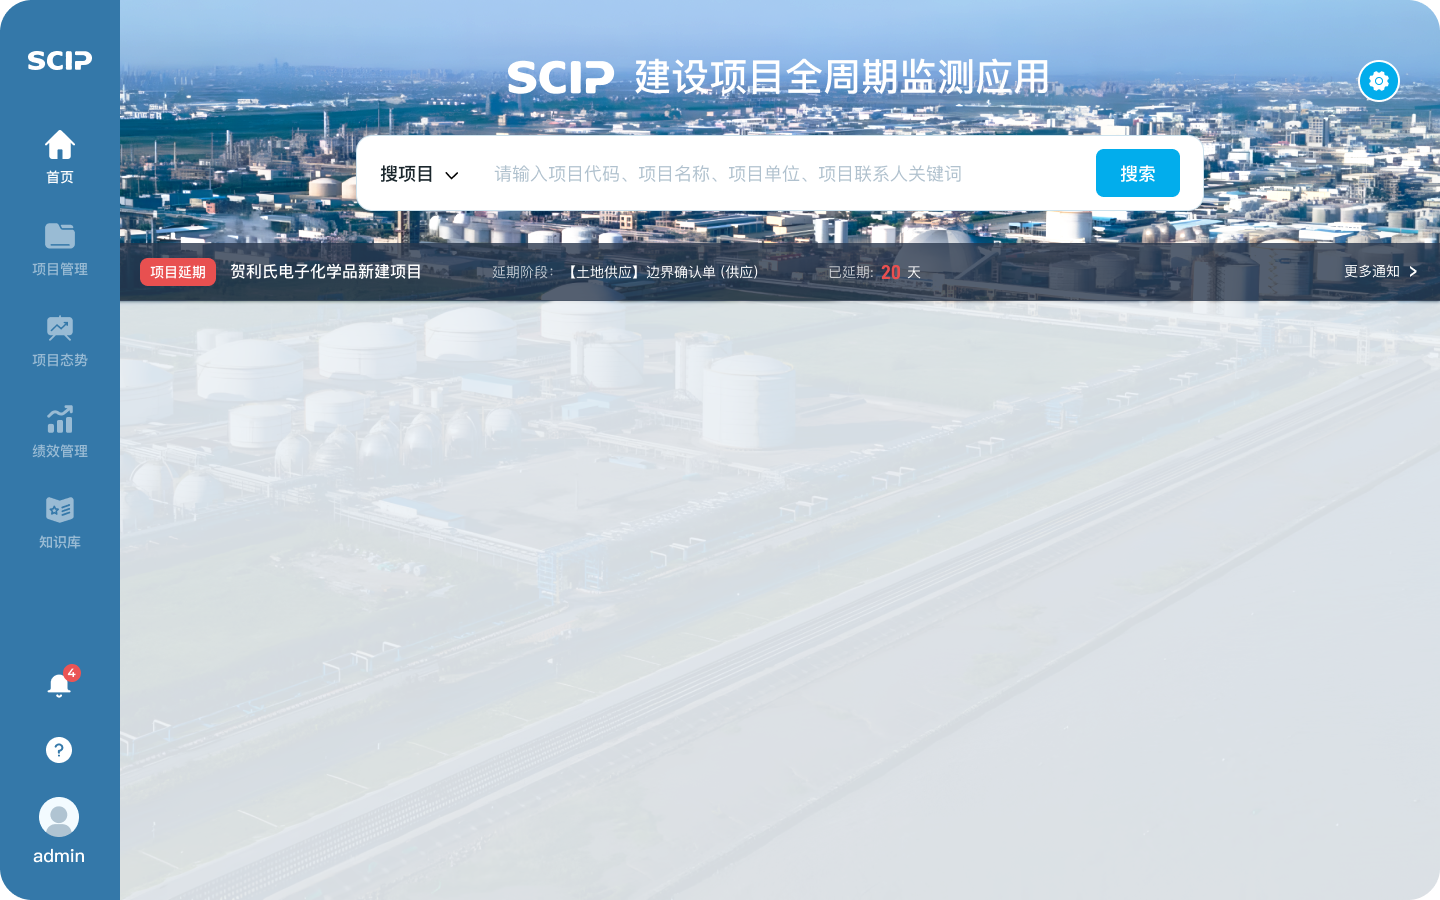 SCIP
首页
项目管理
项目态势
绩效管理
知识库
4
?
admin
SCIP 建设项目全周期监测应用
搜项目 请输入项目代码、项目名称、项目单位、项目联系人关键词 搜索
项目延期 贺利氏电子化学品新建项目 延期阶段：【土地供应】边界确认单 (供应) 已延期: 20 天 更多通知